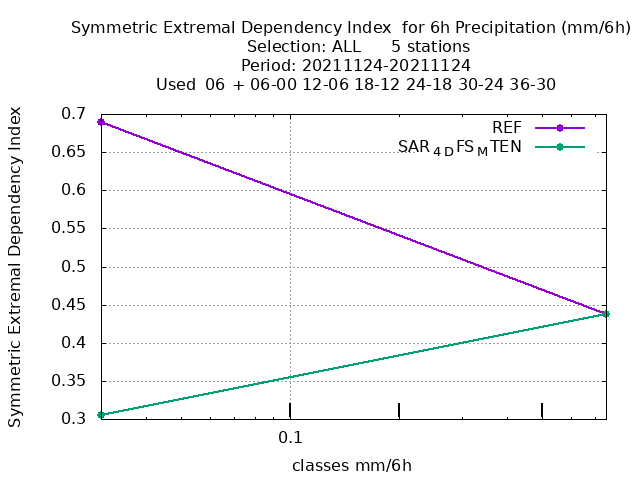 Symmetric Extremal Dependency Index  for 6h Precipitation (mm/6h)
Selection: ALL      5 stations
Period: 20211124-20211124
Used  06 + 06-00 12-06 18-12 24-18 30-24 36-30
Symmetric Extremal Dependency Index
0.7
0.65
0.6
0.55
0.5
0.45
0.4
0.35
0.3
REF
SAR4DFSMTEN
0.1
classes mm/6h